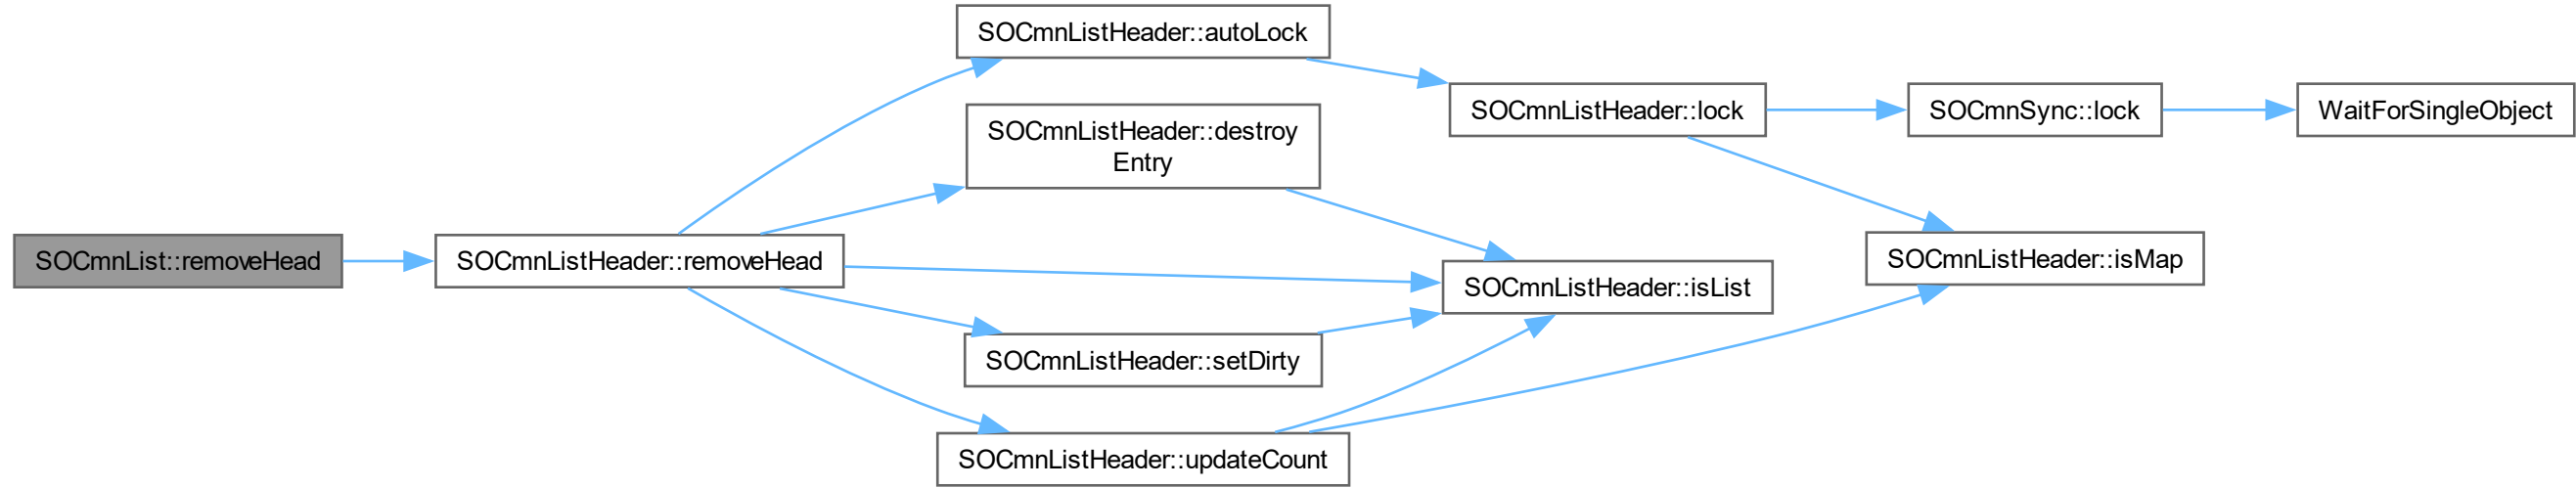 SOCmnList::removeHead
SOCmnListHeader::removeHead
SOCmnListHeader::autoLock
SOCmnListHeader::destroy
Entry
SOCmnListHeader::setDirty
SOCmnListHeader::updateCount
SOCmnListHeader::lock
SOCmnListHeader::isList
SOCmnSync::lock
SOCmnListHeader::isMap
WaitForSingleObject